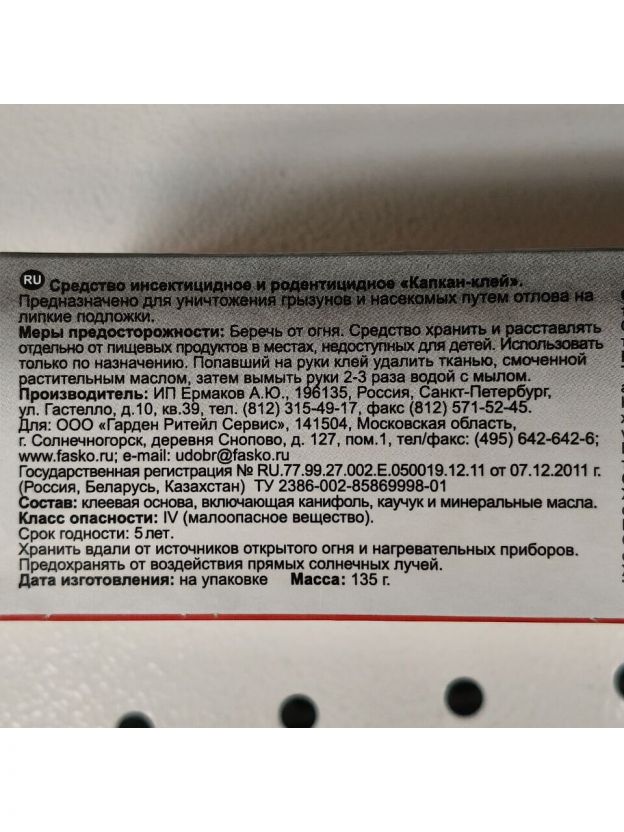 RU Средство инсектицидное и родентицидное «Капкан-клей».
Предназначено для уничтожения грызунов и насекомых путем отлова на
липкие подложки.
Меры предосторожности: Беречь от огня. Средство хранить и расставлять
отдельно от пищевых продуктов в местах, недоступных для детей. Использовать
только по назначению. Попавший на руки клей удалить тканью, смоченной
растительным маслом, затем вымыть руки 2-3 раза водой с мылом.
Производитель: ИП Ермаков А.Ю., 196135, Россия, Санкт-Петербург,
ул. Гастелло, д.10, кв.39, тел. (812) 315-49-17, факс (812) 571-52-45.
Для: ООО «Гарден Ритейл Сервис», 141504, Московская область,
г. Солнечногорск, деревня Снопово, д. 127, пом.1, тел/факс: (495) 642-642-6;
www.fasko.ru; e-mail: udobr@fasko.ru
Государственная регистрация № RU.77.99.27.002.Е.050019.12.11 от 07.12.2011 г.
(Россия, Беларусь, Казахстан) ТУ 2386-002-85869998-01
Состав: клеевая основа, включающая канифоль, каучук и минеральные масла.
Класс опасности: IV (малоопасное вещество).
Срок годности: 5 лет.
Хранить вдали от источников открытого огня и нагревательных приборов.
Предохранять от воздействия прямых солнечных лучей.
Дата изготовления: на упаковке Масса: 135 г.